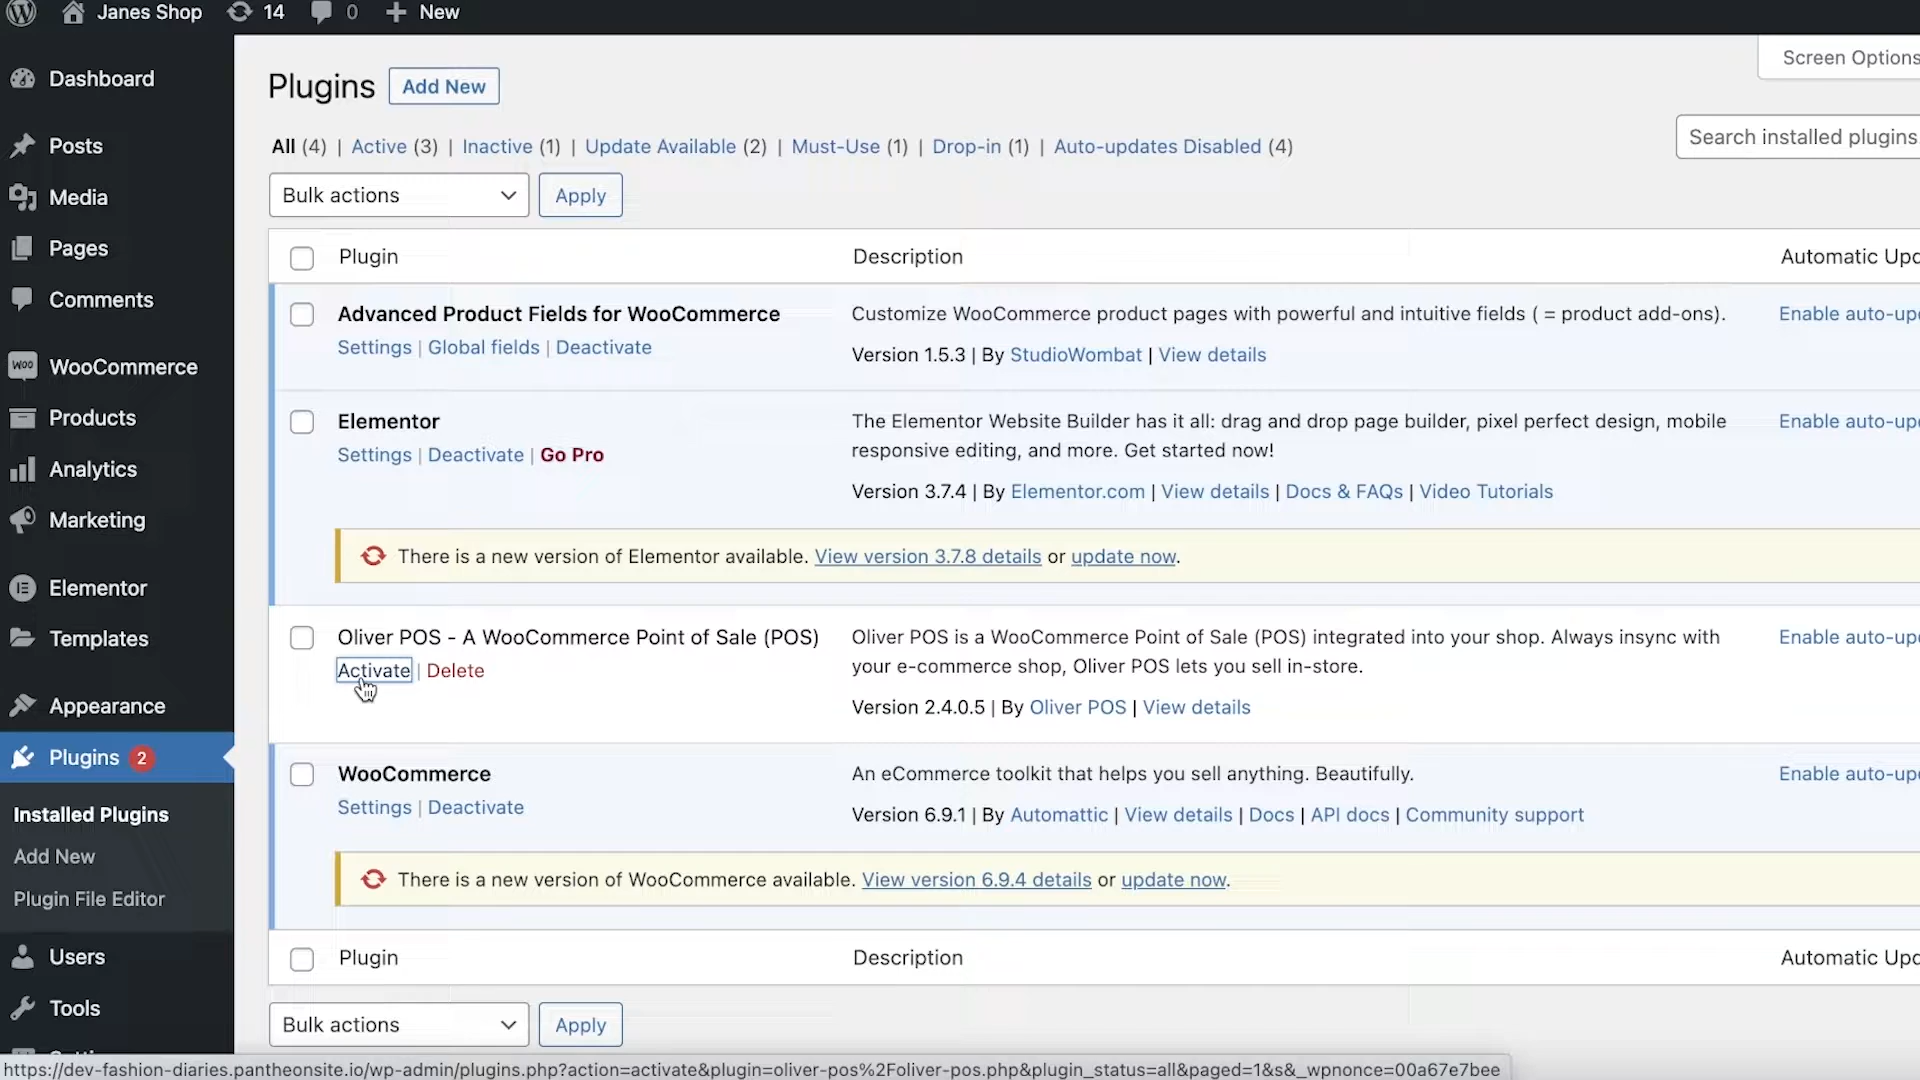 Janes Shop 14 0 New
Dashboard
Posts
Media
Pages
Comments
WOO WooCommerce
Products
Analytics
Marketing
Elementor
Templates
Appearance
Plugins 2
Installed Plugins
Add New
Plugin File Editor
Users
Tools
Screen Options
Plugins Add New
All (4) | Active (3) | Inactive (1) | Update Available (2) | Must-Use (1) | Drop-in (1) | Auto-updates Disabled (4)
Search installed plugins
Bulk actions Apply
Plugin Description Automatic Upd
Advanced Product Fields for WooCommerce
Settings | Global fields | Deactivate
Customize WooCommerce product pages with powerful and intuitive fields ( = product add-ons).
Version 1.5.3 | By StudioWombat | View details
Enable auto-upd
Elementor
Settings | Deactivate | Go Pro
The Elementor Website Builder has it all: drag and drop page builder, pixel perfect design, mobile
responsive editing, and more. Get started now!
Version 3.7.4 | By Elementor.com | View details | Docs & FAQs | Video Tutorials
Enable auto-upd
There is a new version of Elementor available. View version 3.7.8 details or update now.
Oliver POS - A WooCommerce Point of Sale (POS)
Activate | Delete
Oliver POS is a WooCommerce Point of Sale (POS) integrated into your shop. Always insync with
your e-commerce shop, Oliver POS lets you sell in-store.
Version 2.4.0.5 | By Oliver POS | View details
Enable auto-upd
WooCommerce
Settings | Deactivate
An eCommerce toolkit that helps you sell anything. Beautifully.
Version 6.9.1 | By Automattic | View details | Docs | API docs | Community support
Enable auto-upd
There is a new version of WooCommerce available. View version 6.9.4 details or update now.
Plugin Description Automatic Upd
Bulk actions Apply
https://dev-fashion-diaries.pantheonsite.io/wp-admin/plugins.php?action=activate&plugin=oliver-pos%2Foliver-pos.php&plugin_status=all&paged=1&s&_wpnonce=00a67e7bee